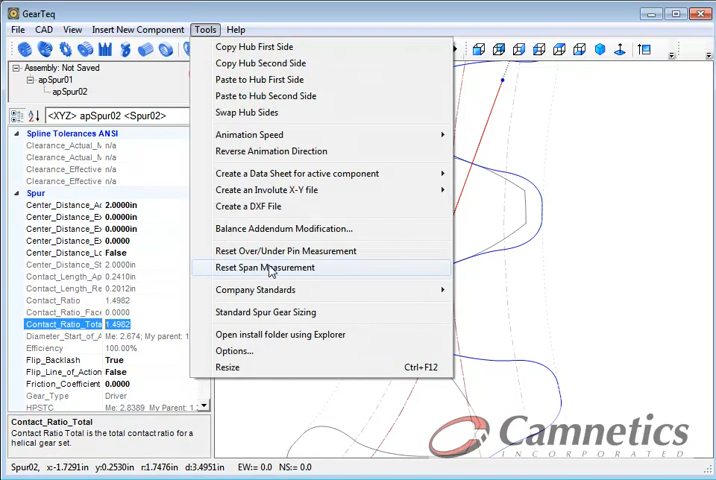 GearTeq
File CAD View Insert New Component Tools Help
Assembly: Not Saved
apSpur01
apSpur02
<XYZ> apSpur02 <Spur02>
Spline Tolerances ANSI
Clearance_Actual_M n/a
Clearance_Actual_M n/a
Clearance_Effective n/a
Clearance_Effective n/a
Spur
Center_Distance_Ac 2.0000in
Center_Distance_Ex 0.0000in
Center_Distance_Ex 0.0000in
Center_Distance_Ex 0.0000
Center_Distance_Lo False
Center_Distance_St 2.0000in
Contact_Length_Ap 0.2410in
Contact_Length_Re 0.2012in
Contact_Ratio 1.4982
Contact_Ratio_Face 0.0000
Contact_Ratio_Total 1.4982
Diameter_Start_of_A Me: 2.674; My parent: 1
Efficiency 100.00%
Flip_Backlash True
Flip_Line_of_Action False
Friction_Coefficient 0.0000
Gear_Type Driver
HPSTC Me: 2.8389 My Parent: 1
Contact_Ratio_Total
Contact Ratio Total is the total contact ratio for a
helical gear set.
Copy Hub First Side
Copy Hub Second Side
Paste to Hub First Side
Paste to Hub Second Side
Swap Hub Sides
Animation Speed
Reverse Animation Direction
Create a Data Sheet for active component
Create an Involute X-Y file
Create a DXF File
Balance Addendum Modification...
Reset Over/Under Pin Measurement
Reset Span Measurement
Company Standards
Standard Spur Gear Sizing
Open install folder using Explorer
Options...
Resize Ctrl+F12
Camnetics
INCORPORATED
Spur02, x:-1.7291in y:0.2530in r:1.7476in d:3.4951in EW:= 0.0 NS:= 0.0